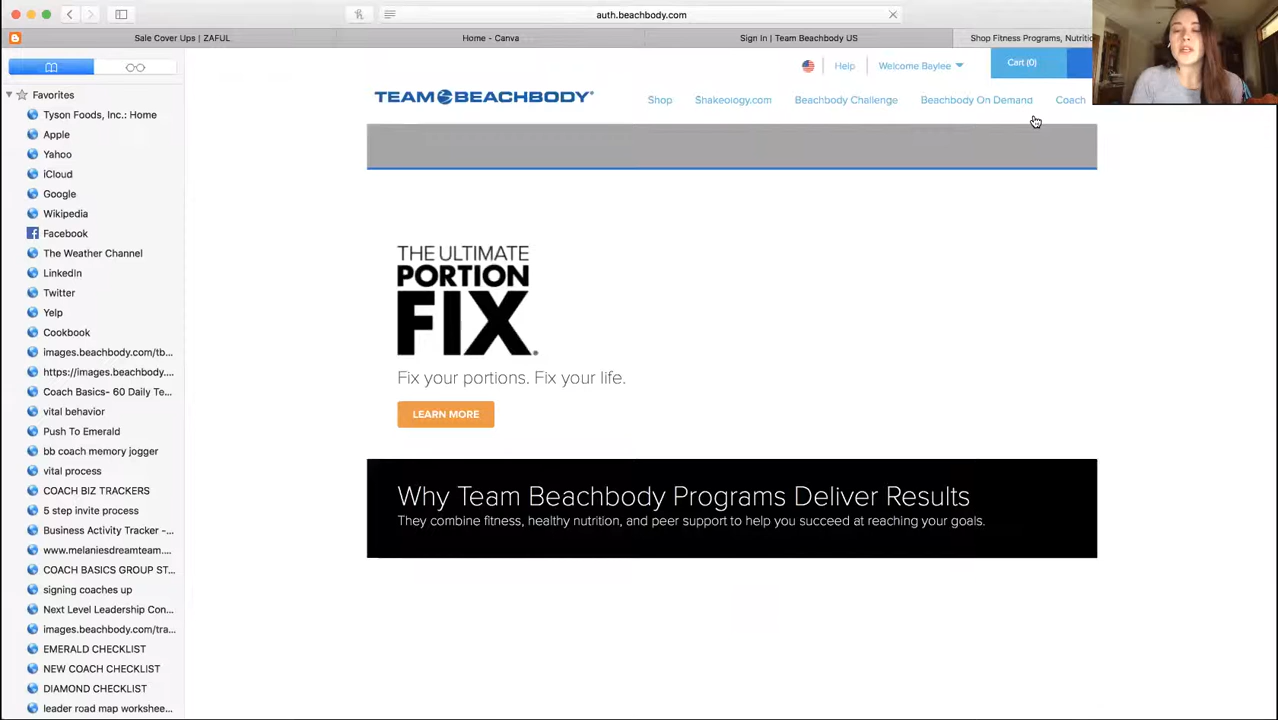 auth.beachbody.com
Sale Cover Ups | ZAFUL
Home - Canva
Sign In | Team Beachbody US
Shop Fitness Programs, Nutritio
Favorites
Tyson Foods, Inc.: Home
Apple
Yahoo
iCloud
Google
Wikipedia
Facebook
The Weather Channel
LinkedIn
Twitter
Yelp
Cookbook
images.beachbody.com/tb...
https://images.beachbody....
Coach Basics- 60 Daily Te...
vital behavior
Push To Emerald
bb coach memory jogger
vital process
COACH BIZ TRACKERS
5 step invite process
Business Activity Tracker -...
www.melaniesdreamteam....
COACH BASICS GROUP ST...
signing coaches up
Next Level Leadership Con...
images.beachbody.com/tra...
EMERALD CHECKLIST
NEW COACH CHECKLIST
DIAMOND CHECKLIST
leader road map workshee...
Help
Welcome Baylee
Cart (0)
TEAM BEACHBODY®
Shop
Shakeology.com
Beachbody Challenge
Beachbody On Demand
Coach
THE ULTIMATE
PORTION
FIX®
Fix your portions. Fix your life.
LEARN MORE
Why Team Beachbody Programs Deliver Results
They combine fitness, healthy nutrition, and peer support to help you succeed at reaching your goals.